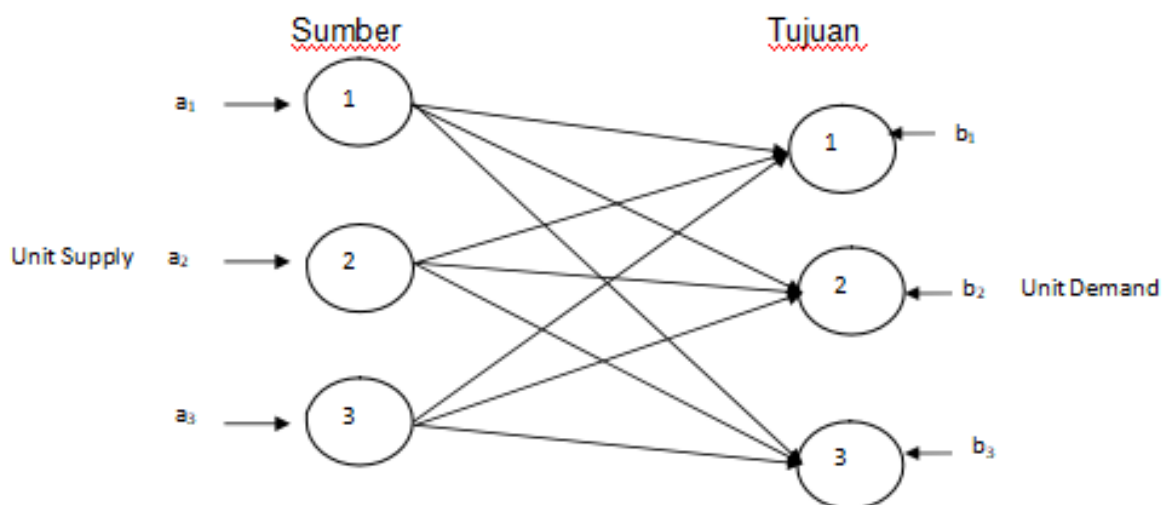 Sumber
Tujuan
a₁
1
1
b₁
Unit Supply
a₂
2
2
b₂
Unit Demand
a₃
3
3
b₃